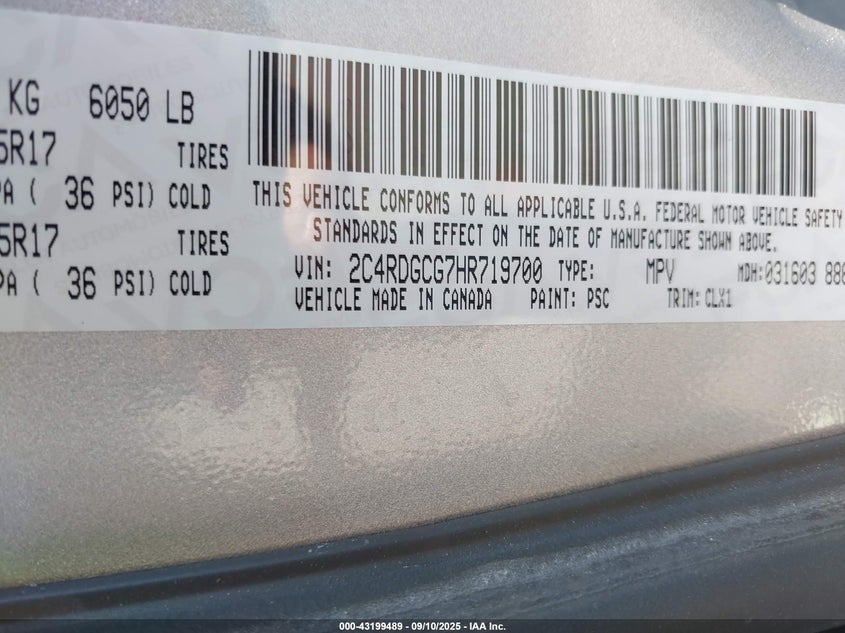 KG 6050 LB
5R17 TIRES
PA ( 36 PSI) COLD
5R17 TIRES
PA ( 36 PSI) COLD
THIS VEHICLE CONFORMS TO ALL APPLICABLE U.S.A. FEDERAL MOTOR VEHICLE SAFETY
STANDARDS IN EFFECT ON THE DATE OF MANUFACTURE SHOWN ABOVE.
VIN: 2C4RDGCG7HR719700 TYPE: MPV MDH:031603 886
VEHICLE MADE IN CANADA PAINT: PSC TRIM: CLX1
000-43199489 - 09/10/2025 - IAA Inc.